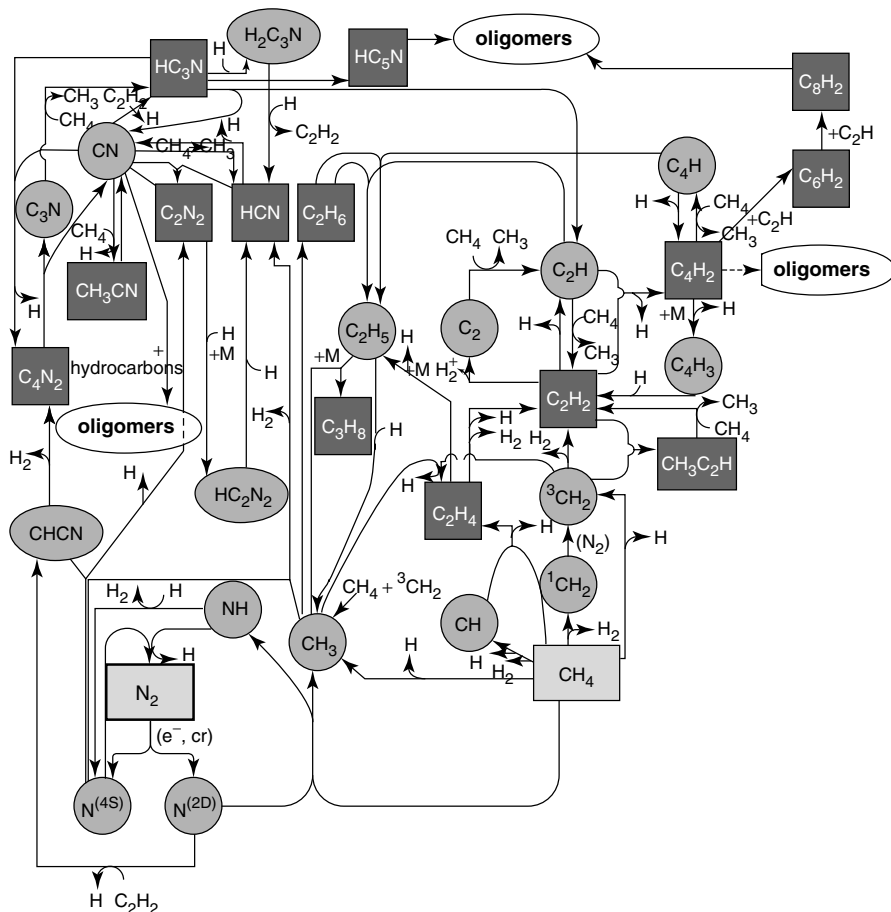 H₂C₃N
HC₃N
H
HC₅N
oligomers
C₈H₂
CH₃
C₂H₂
H
CH₄
H
H
C₂H₂
+C₂H
CN
CH₄
CH₃
C₄H
C₆H₂
C₃N
C₂N₂
HCN
C₂H₆
H
CH₄
CH₃
+C₂H
CH₄
H
CH₄
CH₃
C₂H
C₄H₂
oligomers
CH₃CN
H
H
+M
H
C₂
C₂H₅
H
CH₄
CH₃
+
H
+M
+M
H
+M
H₂⁺
C₄H₃
C₄N₂
hydrocarbons
H
H
C₂H₂
CH₃
oligomers
H₂
C₃H₈
H
H
H₂
H₂
CH₄
CH₃C₂H
H₂
H
HC₂N₂
H
C₂H₄
³CH₂
CHCN
H
(N₂)
H
H₂
H
NH
CH₄ + ³CH₂
¹CH₂
CH₃
CH
H₂
H
H
H
H₂
CH₄
N₂
(e⁻, cr)
N(4S)
N(2D)
H
C₂H₂